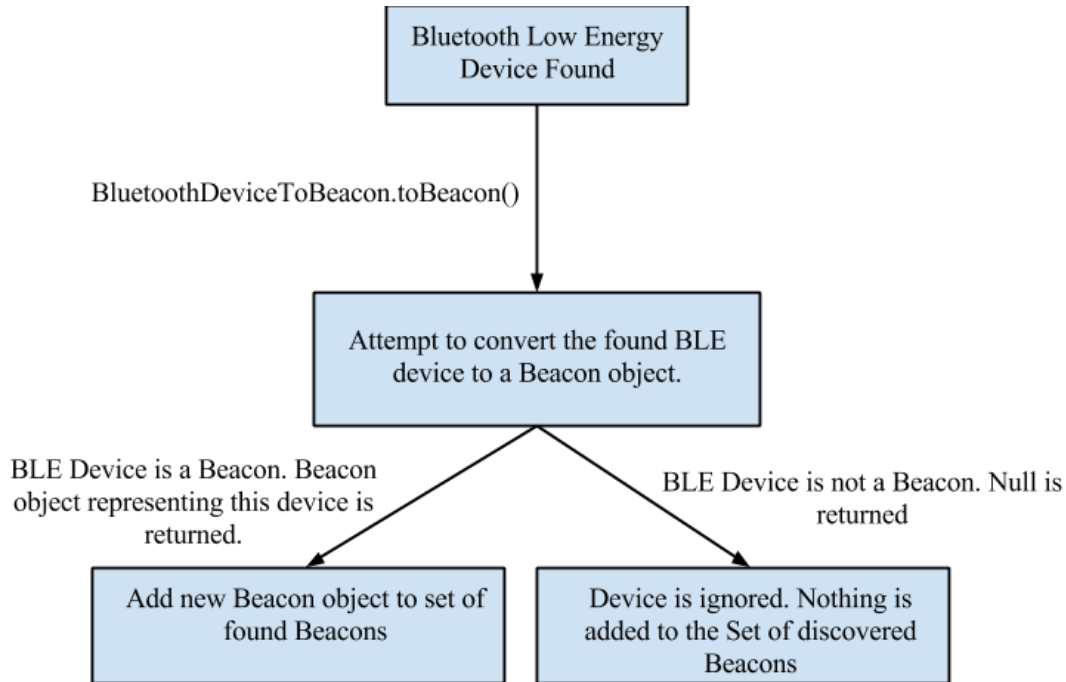 Bluetooth Low Energy
Device Found
BluetoothDeviceToBeacon.toBeacon()
Attempt to convert the found BLE
device to a Beacon object.
BLE Device is a Beacon. Beacon
object representing this device is
returned.
BLE Device is not a Beacon. Null is
returned
Add new Beacon object to set of
found Beacons
Device is ignored. Nothing is
added to the Set of discovered
Beacons